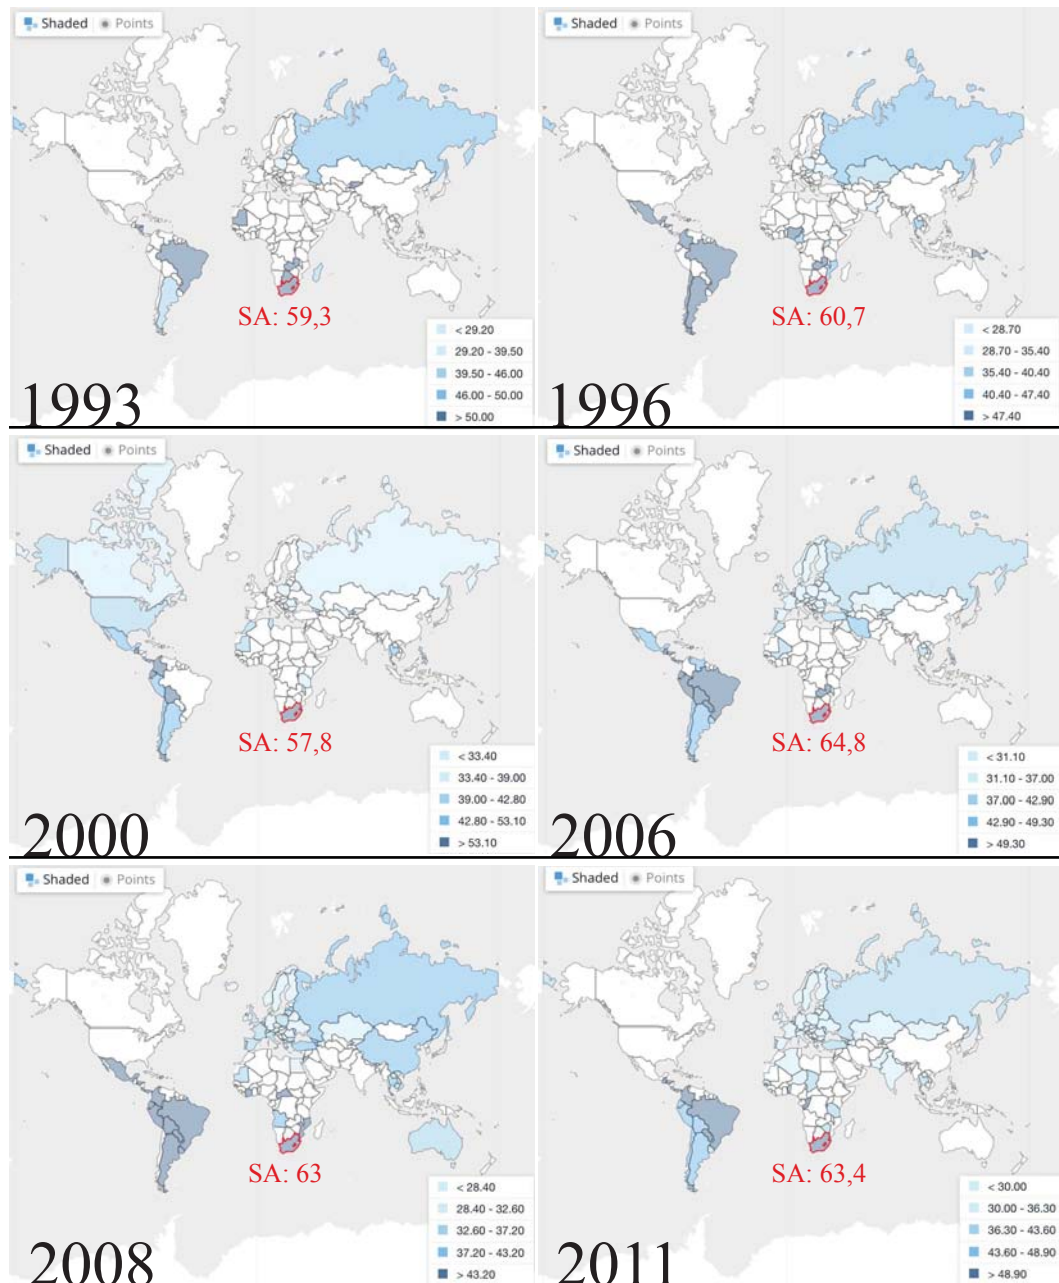 Shaded Points
SA: 59,3
< 29.20
29.20 - 39.50
39.50 - 46.00
46.00 - 50.00
> 50.00
1993
Shaded Points
SA: 60,7
< 28.70
28.70 - 35.40
35.40 - 40.40
40.40 - 47.40
> 47.40
1996
Shaded Points
SA: 57,8
< 33.40
33.40 - 39.00
39.00 - 42.80
42.80 - 53.10
> 53.10
2000
Shaded Points
SA: 64,8
< 31.10
31.10 - 37.00
37.00 - 42.90
42.90 - 49.30
> 49.30
2006
Shaded Points
SA: 63
< 28.40
28.40 - 32.60
32.60 - 37.20
37.20 - 43.20
> 43.20
2008
Shaded Points
SA: 63,4
< 30.00
30.00 - 36.30
36.30 - 43.60
43.60 - 48.90
> 48.90
2011